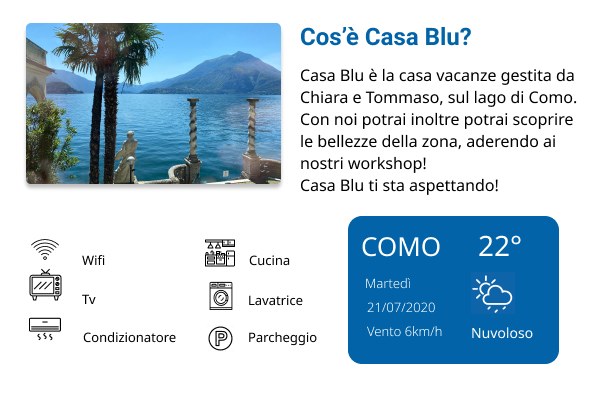 Cos’è Casa Blu?
Casa Blu è la casa vacanze gestita da
Chiara e Tommaso, sul lago di Como.
Con noi potrai inoltre potrai scoprire
le bellezze della zona, aderendo ai
nostri workshop!
Casa Blu ti sta aspettando!
Wifi
Cucina
Tv
Lavatrice
Condizionatore
P
Parcheggio
COMO 22°
Martedì
21/07/2020
Vento 6km/h
Nuvoloso